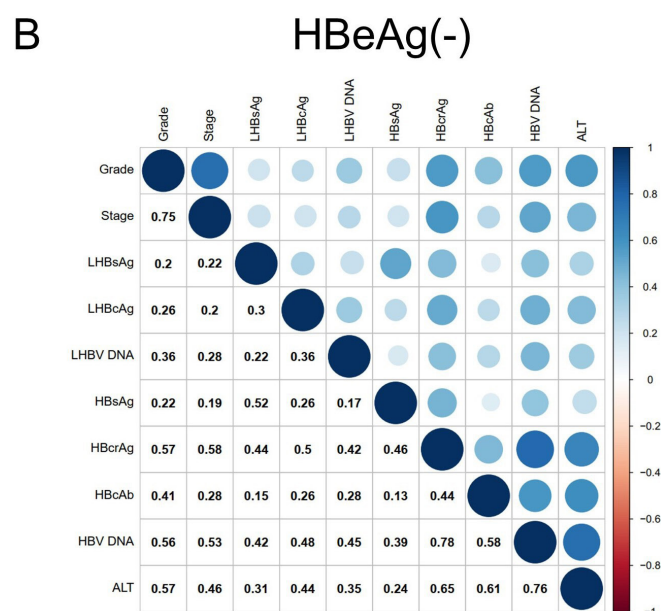 B
HBeAg(-)
Grade Stage LHBsAg LHBcAg LHBV DNA HBsAg HBcrAg HBcAb HBV DNA ALT
Grade
Stage 0.75
LHBsAg 0.2 0.22
LHBcAg 0.26 0.2 0.3
LHBV DNA 0.36 0.28 0.22 0.36
HBsAg 0.22 0.19 0.52 0.26 0.17
HBcrAg 0.57 0.58 0.44 0.5 0.42 0.46
HBcAb 0.41 0.28 0.15 0.26 0.28 0.13 0.44
HBV DNA 0.56 0.53 0.42 0.48 0.45 0.39 0.78 0.58
ALT 0.57 0.46 0.31 0.44 0.35 0.24 0.65 0.61 0.76
1
0.8
0.6
0.4
0.2
0
−0.2
−0.4
−0.6
−0.8